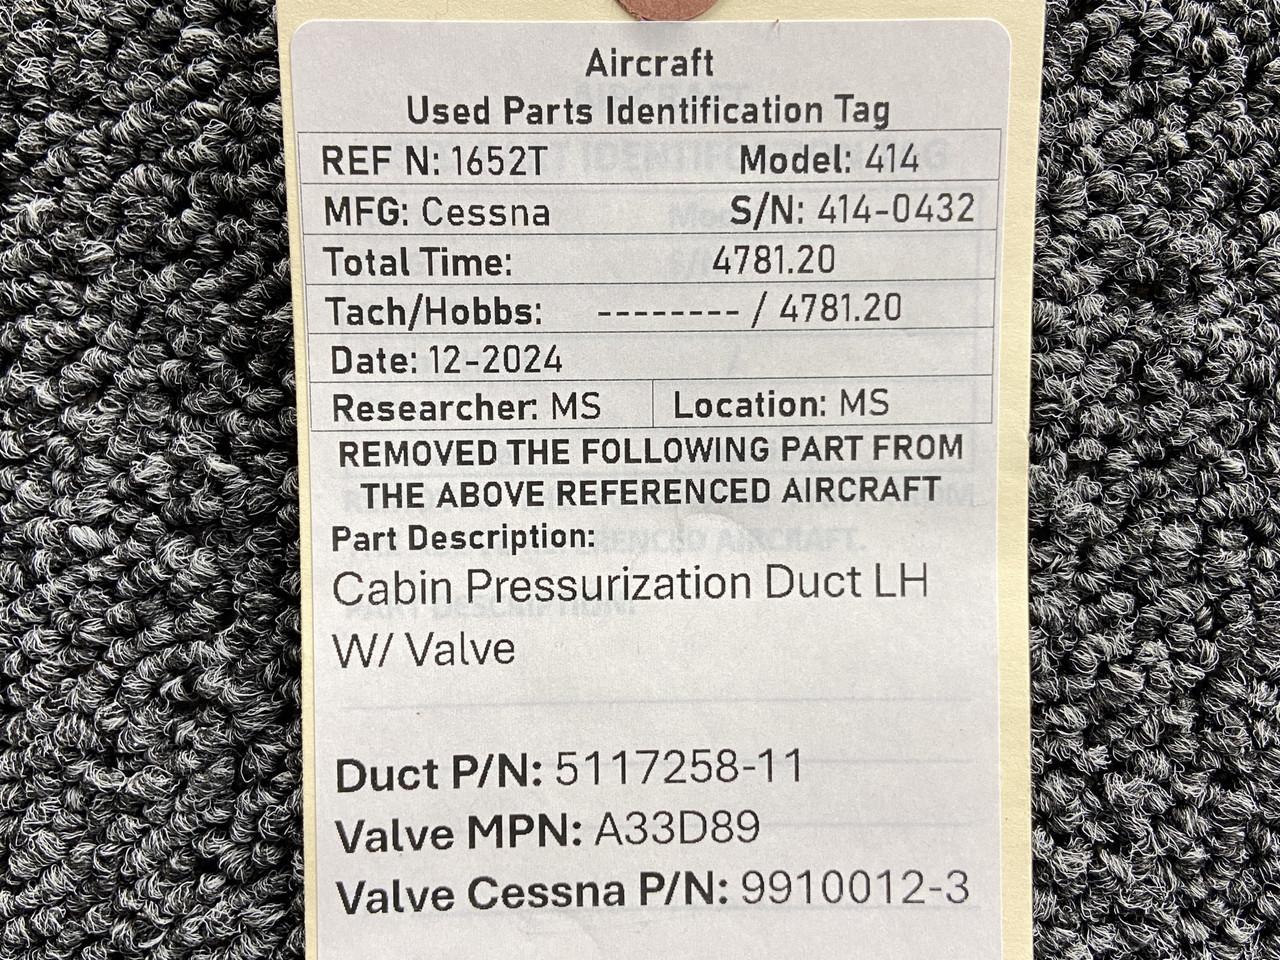 Aircraft
Used Parts Identification Tag
REF N: 1652T Model: 414
MFG: Cessna S/N: 414-0432
Total Time: 4781.20
Tach/Hobbs: -------- / 4781.20
Date: 12-2024
Researcher: MS Location: MS
REMOVED THE FOLLOWING PART FROM
THE ABOVE REFERENCED AIRCRAFT
Part Description:
Cabin Pressurization Duct LH
W/ Valve
Duct P/N: 5117258-11
Valve MPN: A33D89
Valve Cessna P/N: 9910012-3